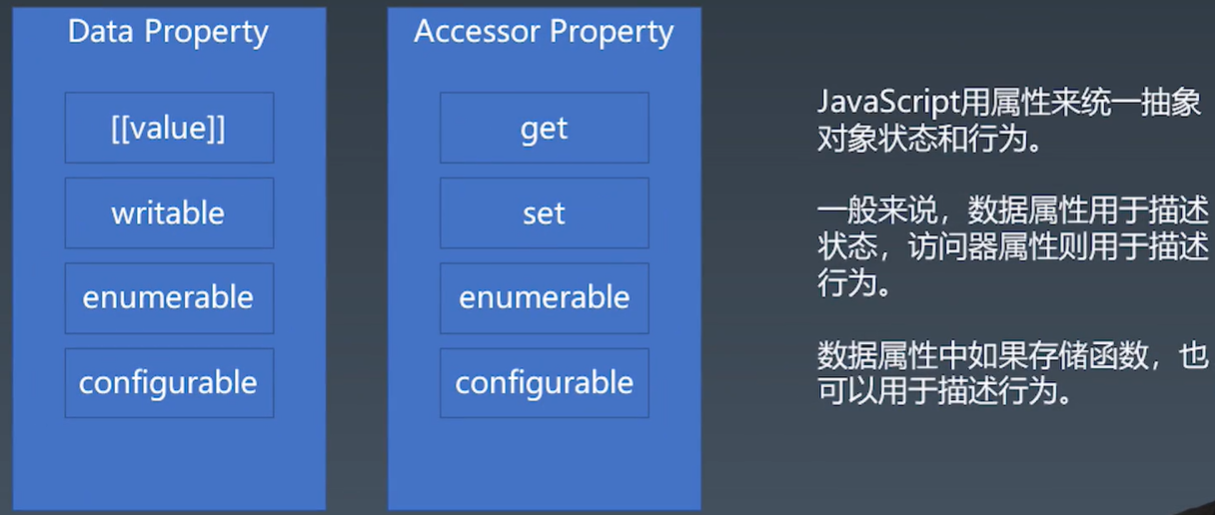 Data Property
[[value]]
writable
enumerable
configurable
Accessor Property
get
set
enumerable
configurable
JavaScript用属性来统一抽象
对象状态和行为。
一般来说，数据属性用于描述
状态，访问器属性则用于描述
行为。
数据属性中如果存储函数，也
可以用于描述行为。